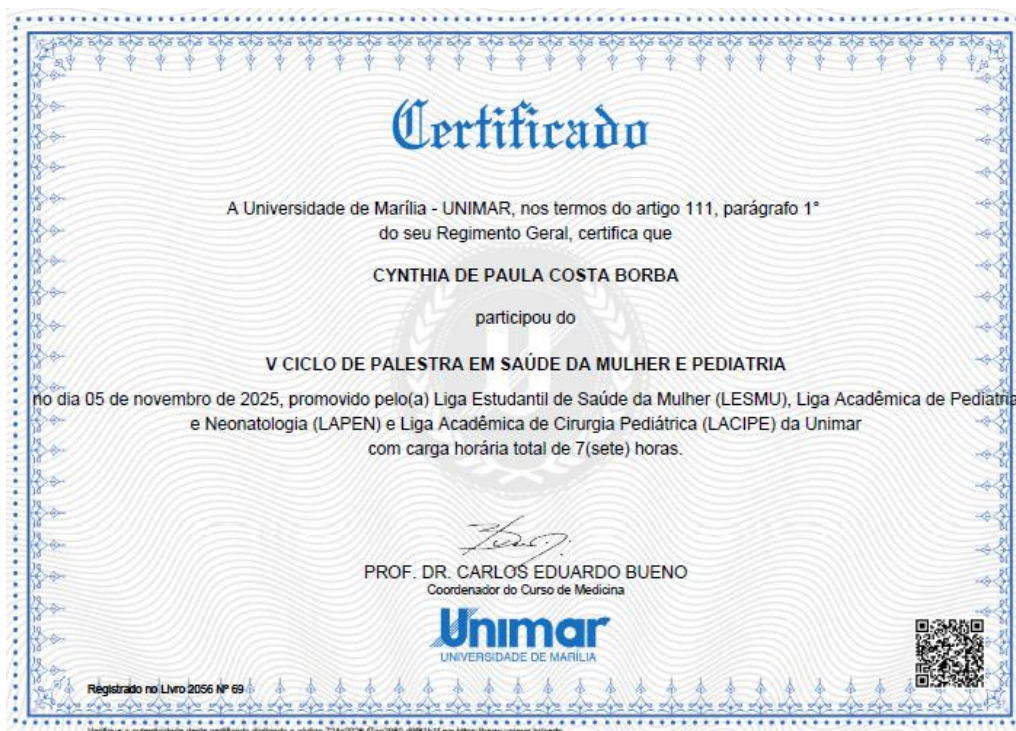 Certificado
A Universidade de Marília - UNIMAR, nos termos do artigo 111, parágrafo 1°
do seu Regimento Geral, certifica que
CYNTHIA DE PAULA COSTA BORBA
participou do
V CICLO DE PALESTRA EM SAÚDE DA MULHER E PEDIATRIA
no dia 05 de novembro de 2025, promovido pelo(a) Liga Estudantil de Saúde da Mulher (LESMU), Liga Acadêmica de Pediatria
e Neonatologia (LAPEN) e Liga Acadêmica de Cirurgia Pediátrica (LACIPE) da Unimar
com carga horária total de 7(sete) horas.
PROF. DR. CARLOS EDUARDO BUENO
Coordenador do Curso de Medicina
Unimar
UNIVERSIDADE DE MARÍLIA
Registrado no Livro 2056 Nº 69